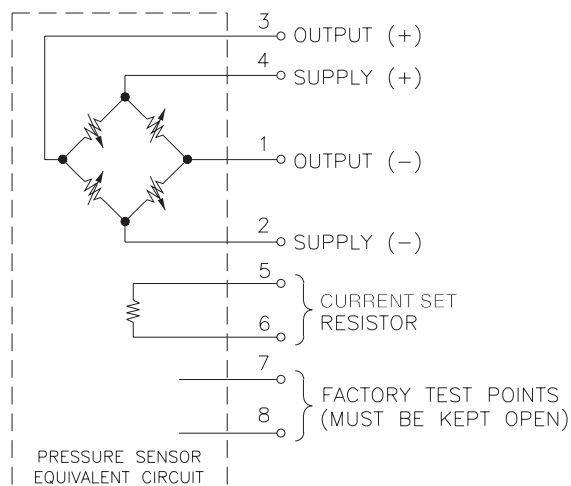 3 OUTPUT (+)
4 SUPPLY (+)
1 OUTPUT (-)
2 SUPPLY (-)
5
CURRENT SET
6 RESISTOR
7
FACTORY TEST POINTS
8 (MUST BE KEPT OPEN)
PRESSURE SENSOR
EQUIVALENT CIRCUIT